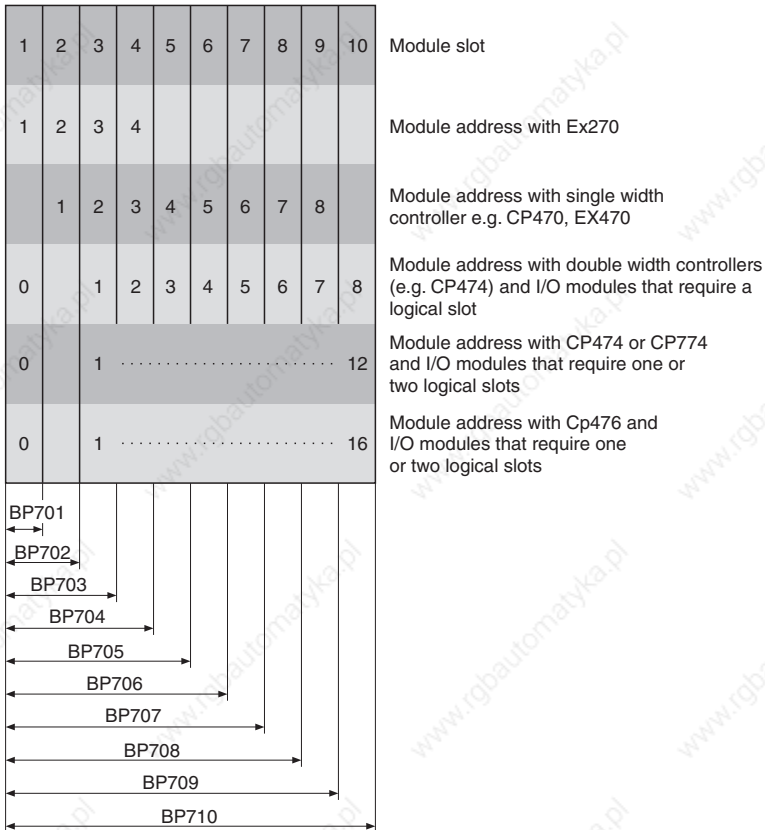 1 2 3 4 5 6 7 8 9 10 Module slot
1 2 3 4 Module address with Ex270
1 2 3 4 5 6 7 8 Module address with single width
controller e.g. CP470, EX470
0 1 2 3 4 5 6 7 8 Module address with double width controllers
(e.g. CP474) and I/O modules that require a
logical slot
0 1 ........................ 12 Module address with CP474 or CP774
and I/O modules that require one or
two logical slots
0 1 ........................ 16 Module address with Cp476 and
I/O modules that require one
or two logical slots
BP701
BP702
BP703
BP704
BP705
BP706
BP707
BP708
BP709
BP710
www.rgbautomatyka.pl